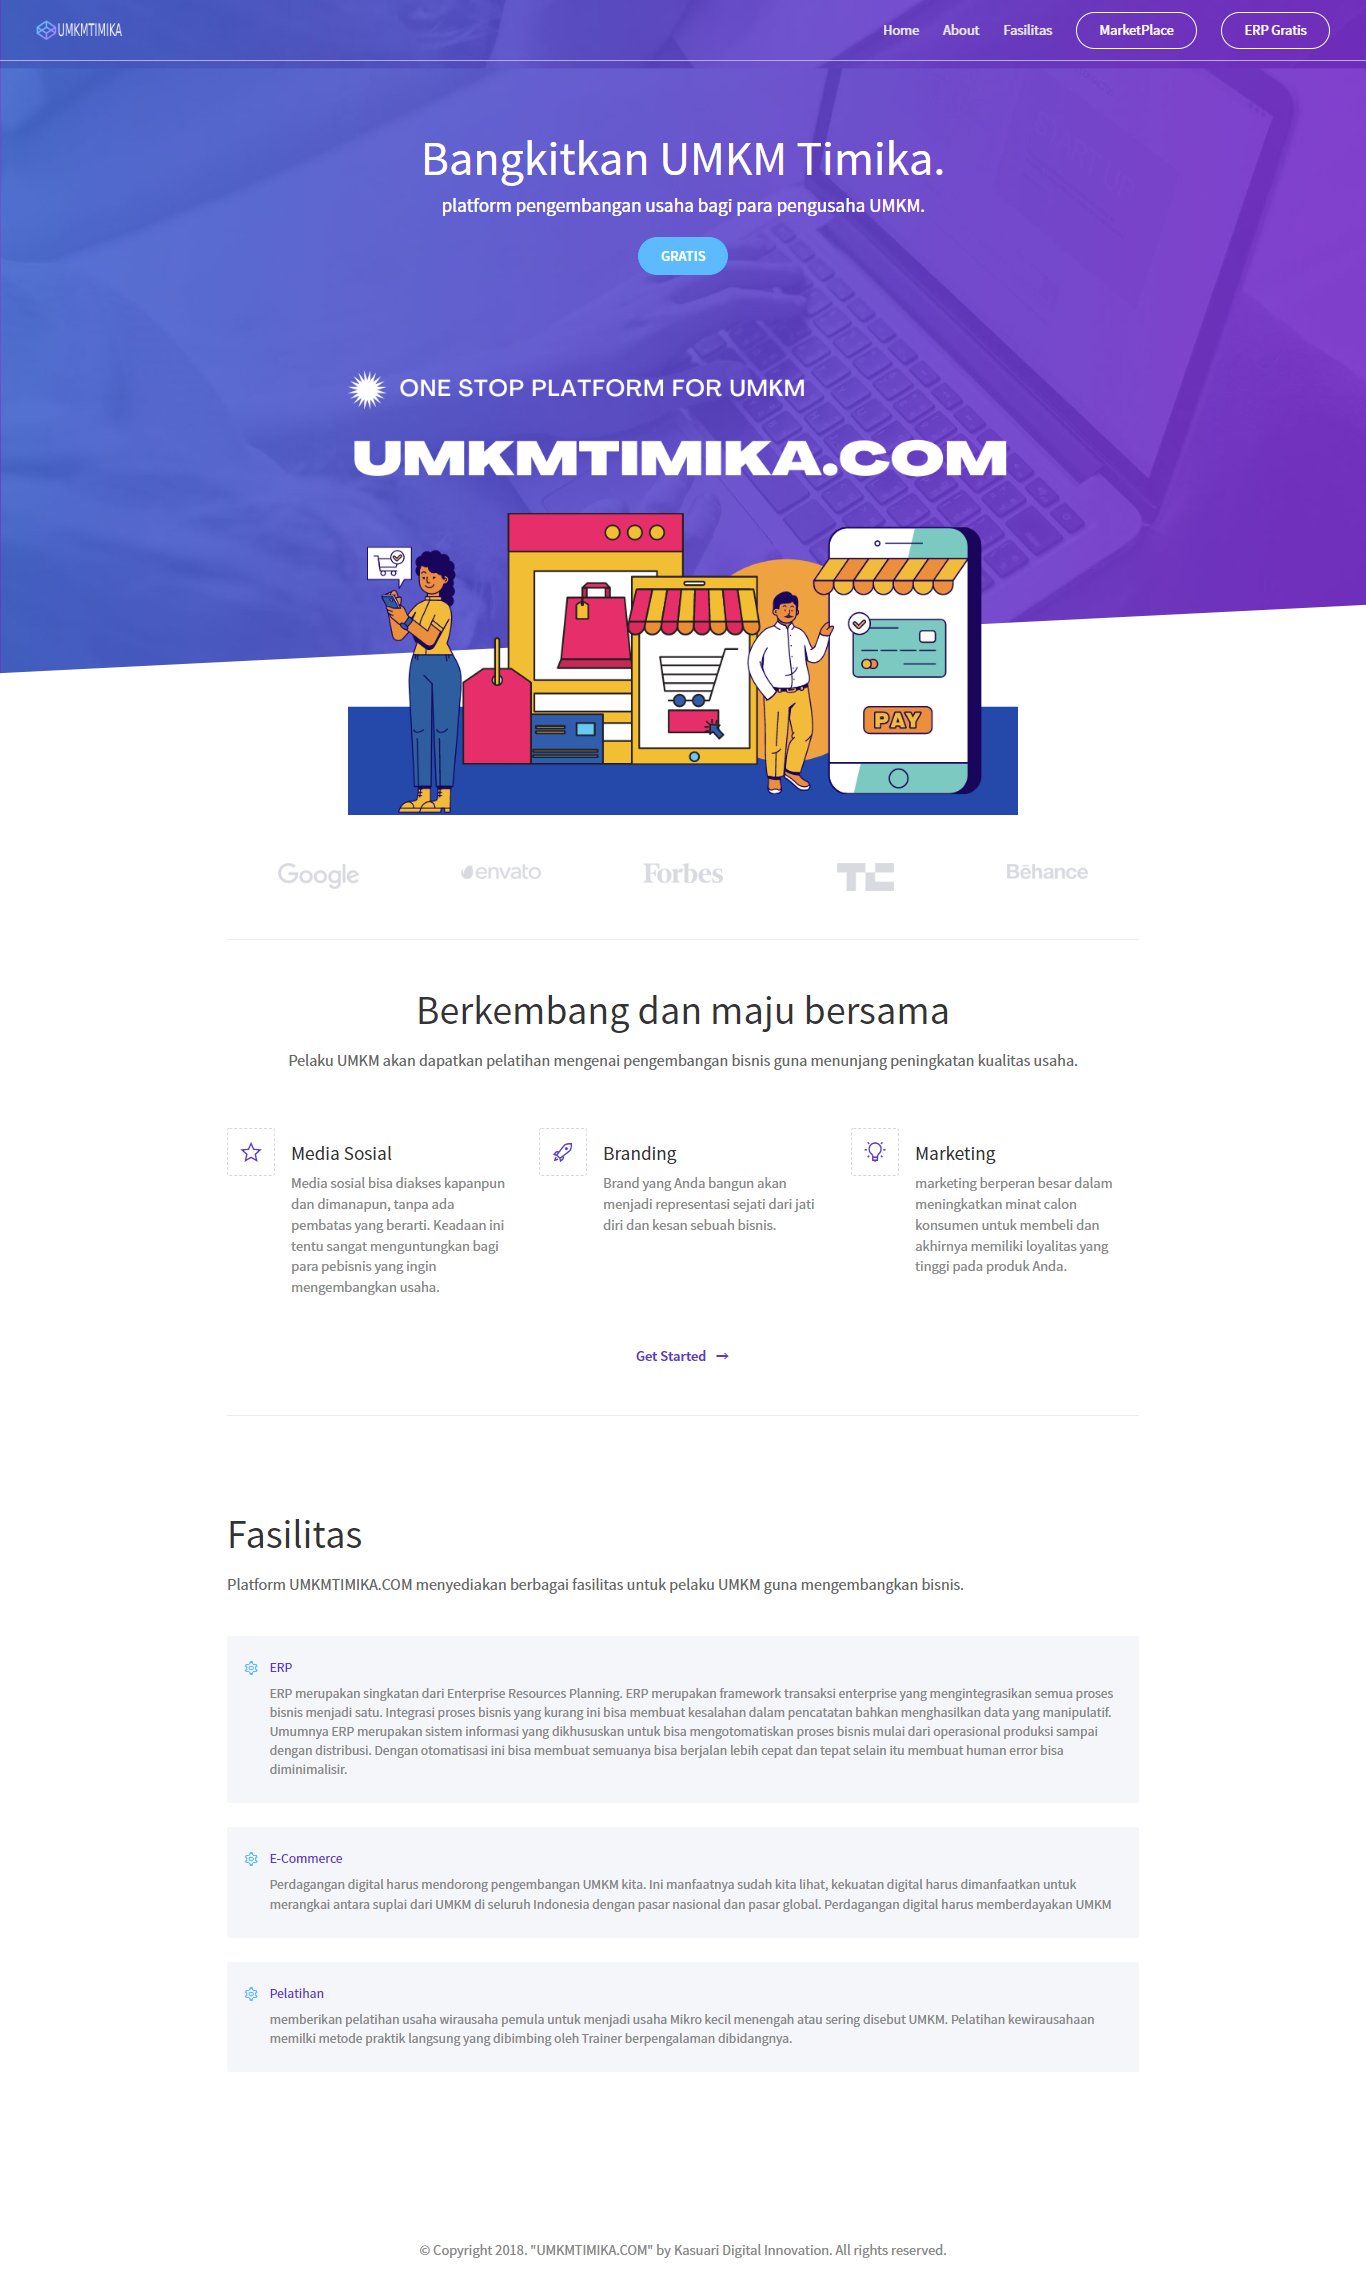 UMKMTIMIKA
Home
About
Fasilitas
MarketPlace
ERP Gratis
START UP
Bangkitkan UMKM Timika.
platform pengembangan usaha bagi para pengusaha UMKM.
GRATIS
ONE STOP PLATFORM FOR UMKM
UMKMTIMIKA.COM
PAY
Google
envato
Forbes
TC
Bēhance
Berkembang dan maju bersama
Pelaku UMKM akan dapatkan pelatihan mengenai pengembangan bisnis guna menunjang peningkatan kualitas usaha.
Media Sosial
Media sosial bisa diakses kapanpun
dan dimanapun, tanpa ada
pembatas yang berarti. Keadaan ini
tentu sangat menguntungkan bagi
para pebisnis yang ingin
mengembangkan usaha.
Branding
Brand yang Anda bangun akan
menjadi representasi sejati dari jati
diri dan kesan sebuah bisnis.
Marketing
marketing berperan besar dalam
meningkatkan minat calon
konsumen untuk membeli dan
akhirnya memiliki loyalitas yang
tinggi pada produk Anda.
Get Started →
Fasilitas
Platform UMKMTIMIKA.COM menyediakan berbagai fasilitas untuk pelaku UMKM guna mengembangkan bisnis.
ERP
ERP merupakan singkatan dari Enterprise Resources Planning. ERP merupakan framework transaksi enterprise yang mengintegrasikan semua proses
bisnis menjadi satu. Integrasi proses bisnis yang kurang ini bisa membuat kesalahan dalam pencatatan bahkan menghasilkan data yang manipulatif.
Umumnya ERP merupakan sistem informasi yang dikhususkan untuk bisa mengotomatiskan proses bisnis mulai dari operasional produksi sampai
dengan distribusi. Dengan otomatisasi ini bisa membuat semuanya bisa berjalan lebih cepat dan tepat selain itu membuat human error bisa
diminimalisir.
E-Commerce
Perdagangan digital harus mendorong pengembangan UMKM kita. Ini manfaatnya sudah kita lihat, kekuatan digital harus dimanfaatkan untuk
merangkai antara suplai dari UMKM di seluruh Indonesia dengan pasar nasional dan pasar global. Perdagangan digital harus memberdayakan UMKM
Pelatihan
memberikan pelatihan usaha wirausaha pemula untuk menjadi usaha Mikro kecil menengah atau sering disebut UMKM. Pelatihan kewirausahaan
memilki metode praktik langsung yang dibimbing oleh Trainer berpengalaman dibidangnya.
© Copyright 2018. "UMKMTIMIKA.COM" by Kasuari Digital Innovation. All rights reserved.